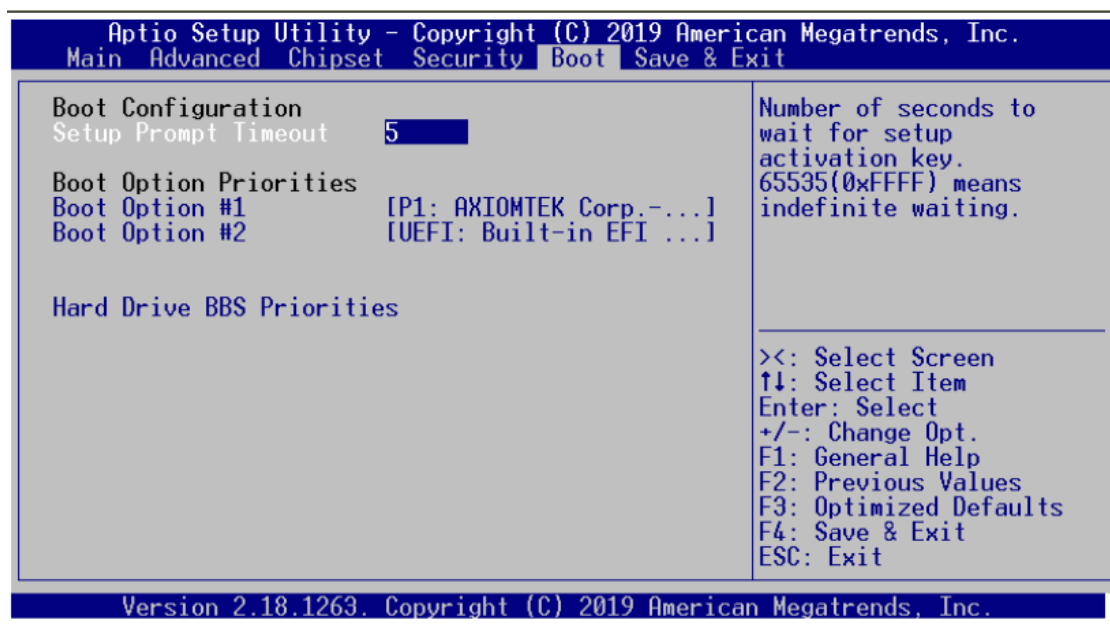 Aptio Setup Utility – Copyright (C) 2019 American Megatrends, Inc.
Main Advanced Chipset Security Boot Save & Exit
Boot Configuration
Setup Prompt Timeout 5
Boot Option Priorities
Boot Option #1 [P1: AXIOMTEK Corp.-...]
Boot Option #2 [UEFI: Built-in EFI ...]
Hard Drive BBS Priorities
Number of seconds to
wait for setup
activation key.
65535(0xFFFF) means
indefinite waiting.
><: Select Screen
↑↓: Select Item
Enter: Select
+/-: Change Opt.
F1: General Help
F2: Previous Values
F3: Optimized Defaults
F4: Save & Exit
ESC: Exit
Version 2.18.1263. Copyright (C) 2019 American Megatrends, Inc.